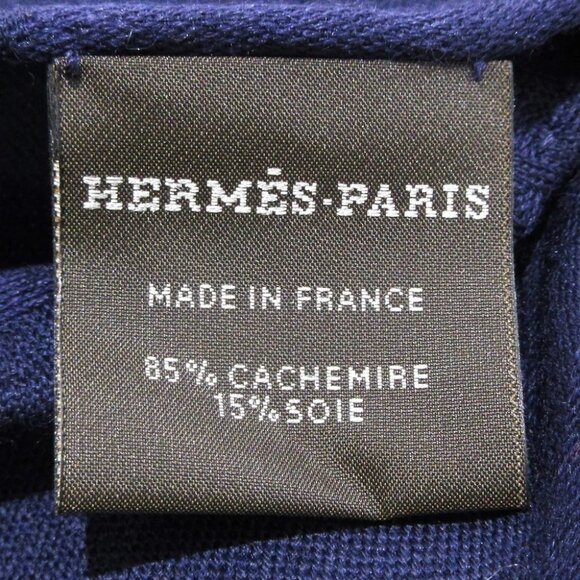 HERMÈS-PARIS
MADE IN FRANCE
85% CACHEMIRE
15% SOIE